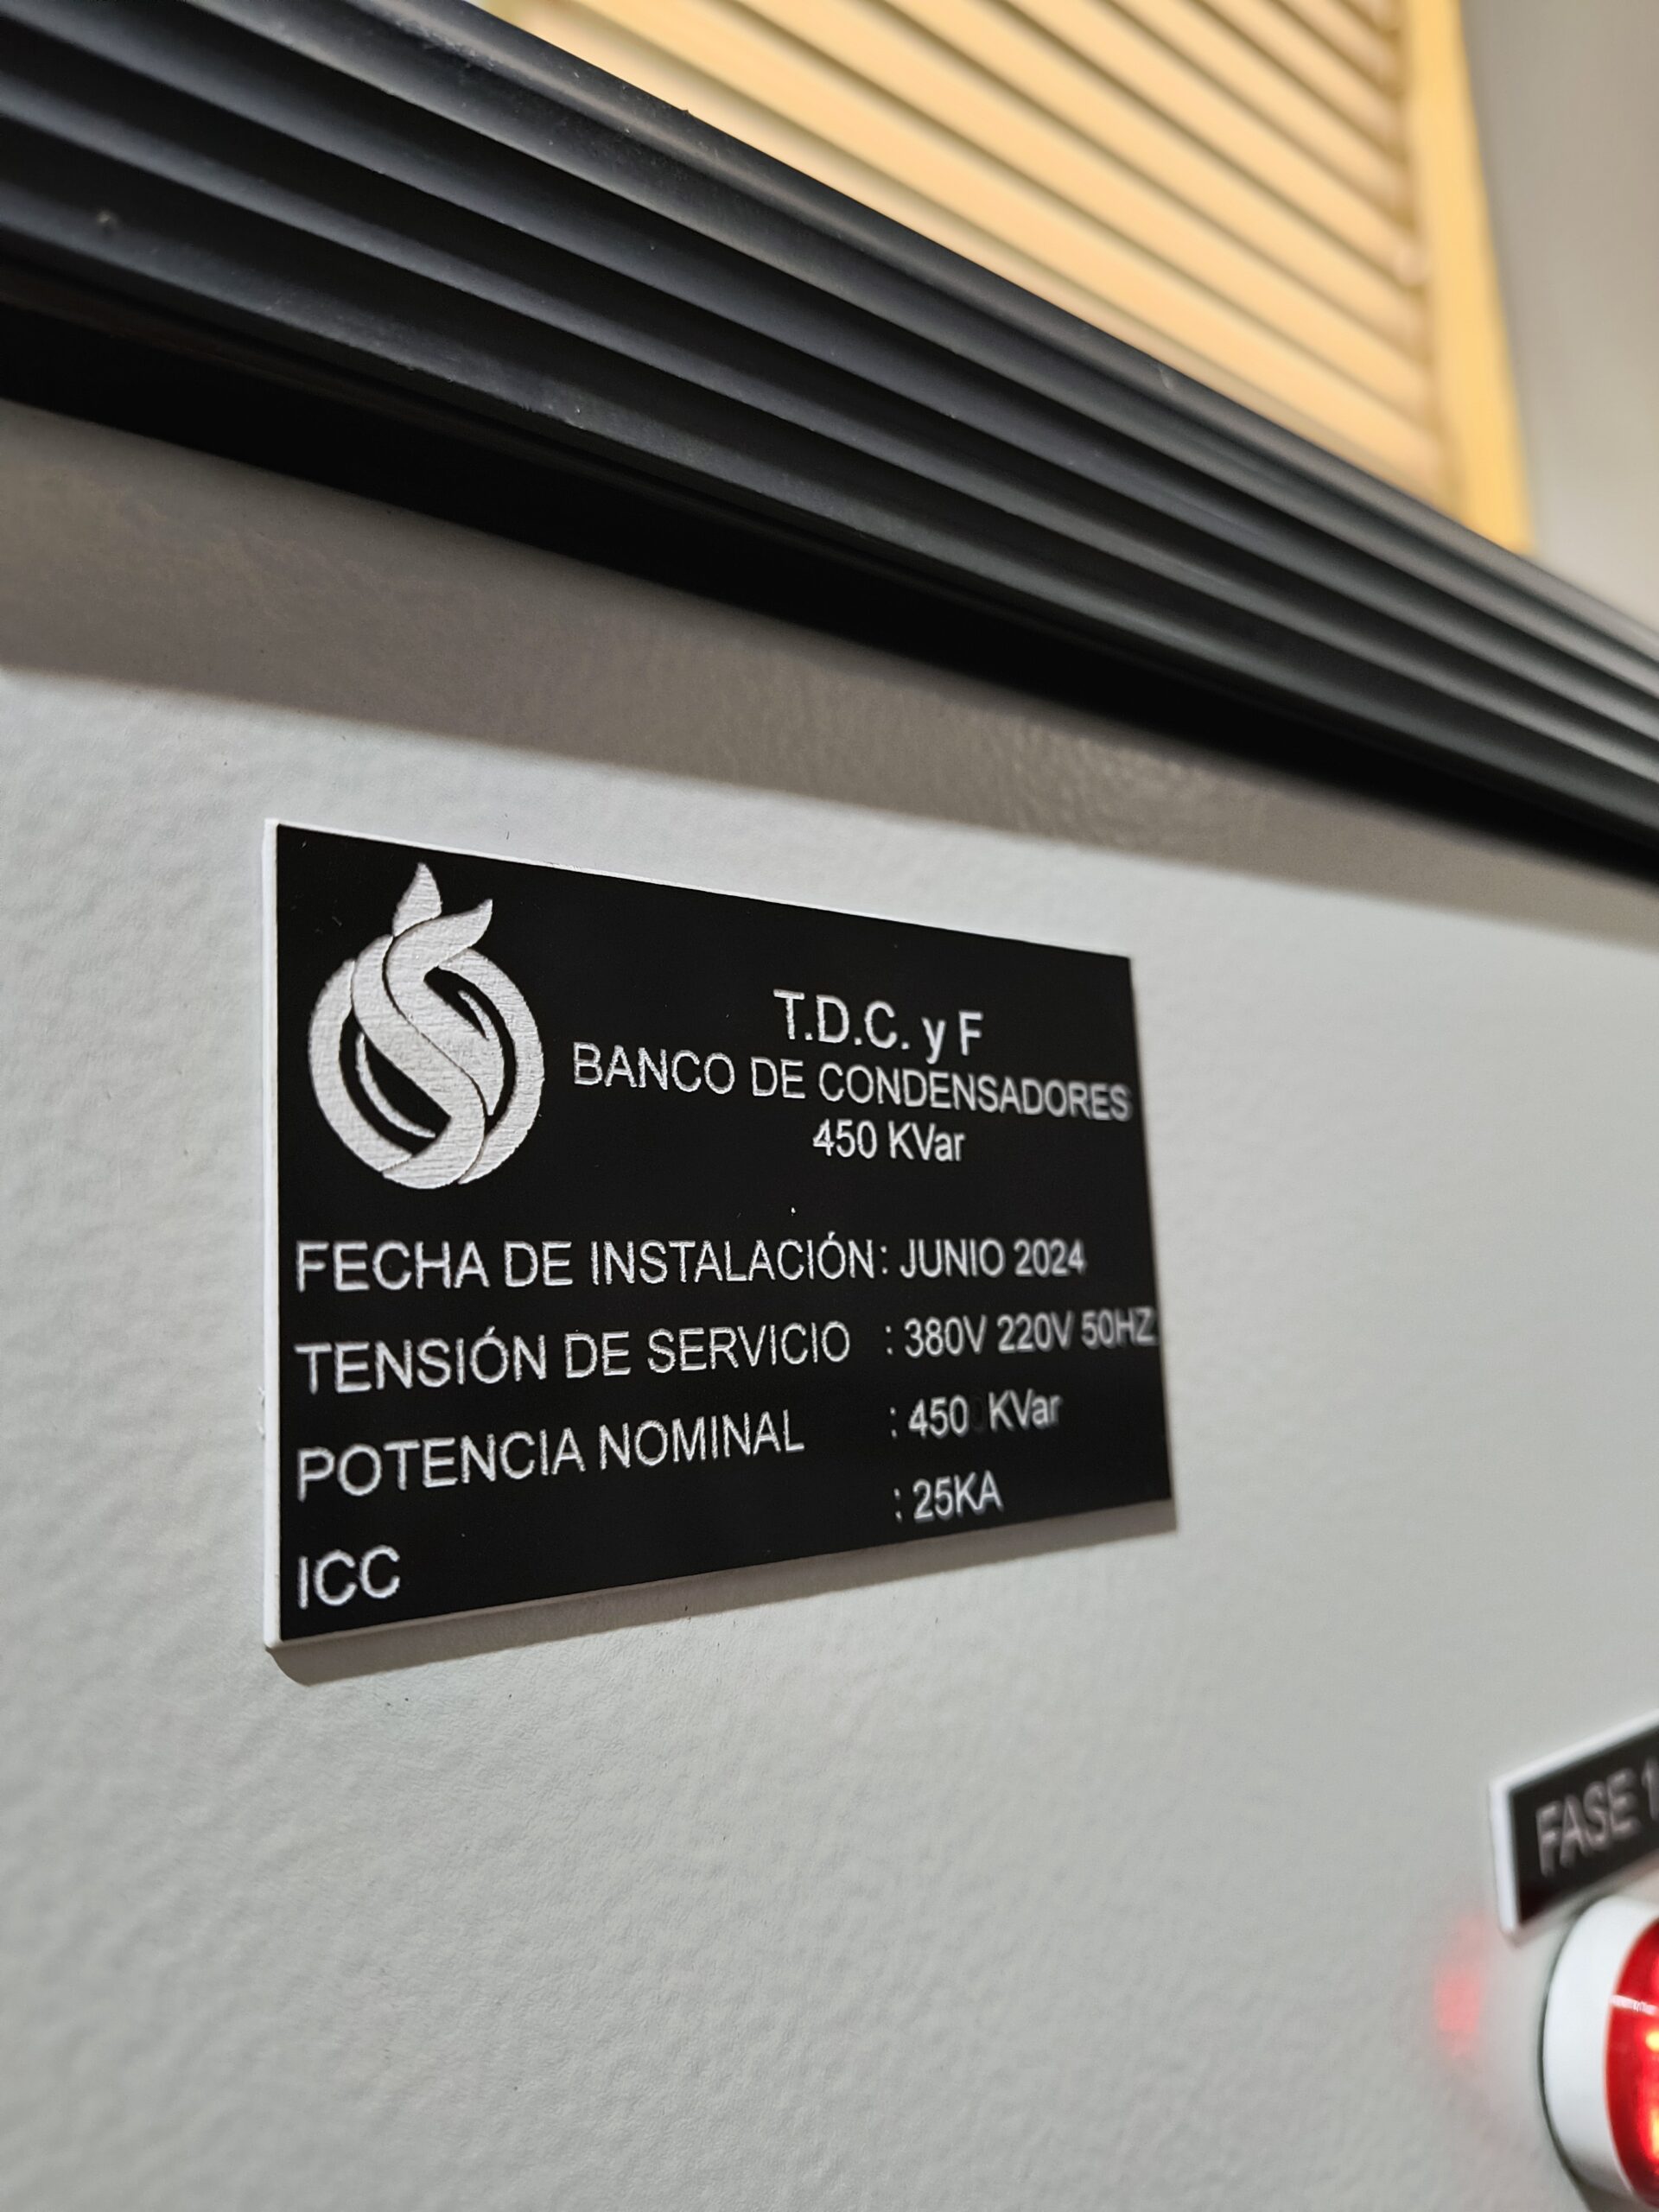 T.D.C. y F
BANCO DE CONDENSADORES
450 KVar
FECHA DE INSTALACIÓN: JUNIO 2024
TENSIÓN DE SERVICIO : 380V 220V 50HZ
POTENCIA NOMINAL : 450 KVar
ICC : 25KA
FASE 1